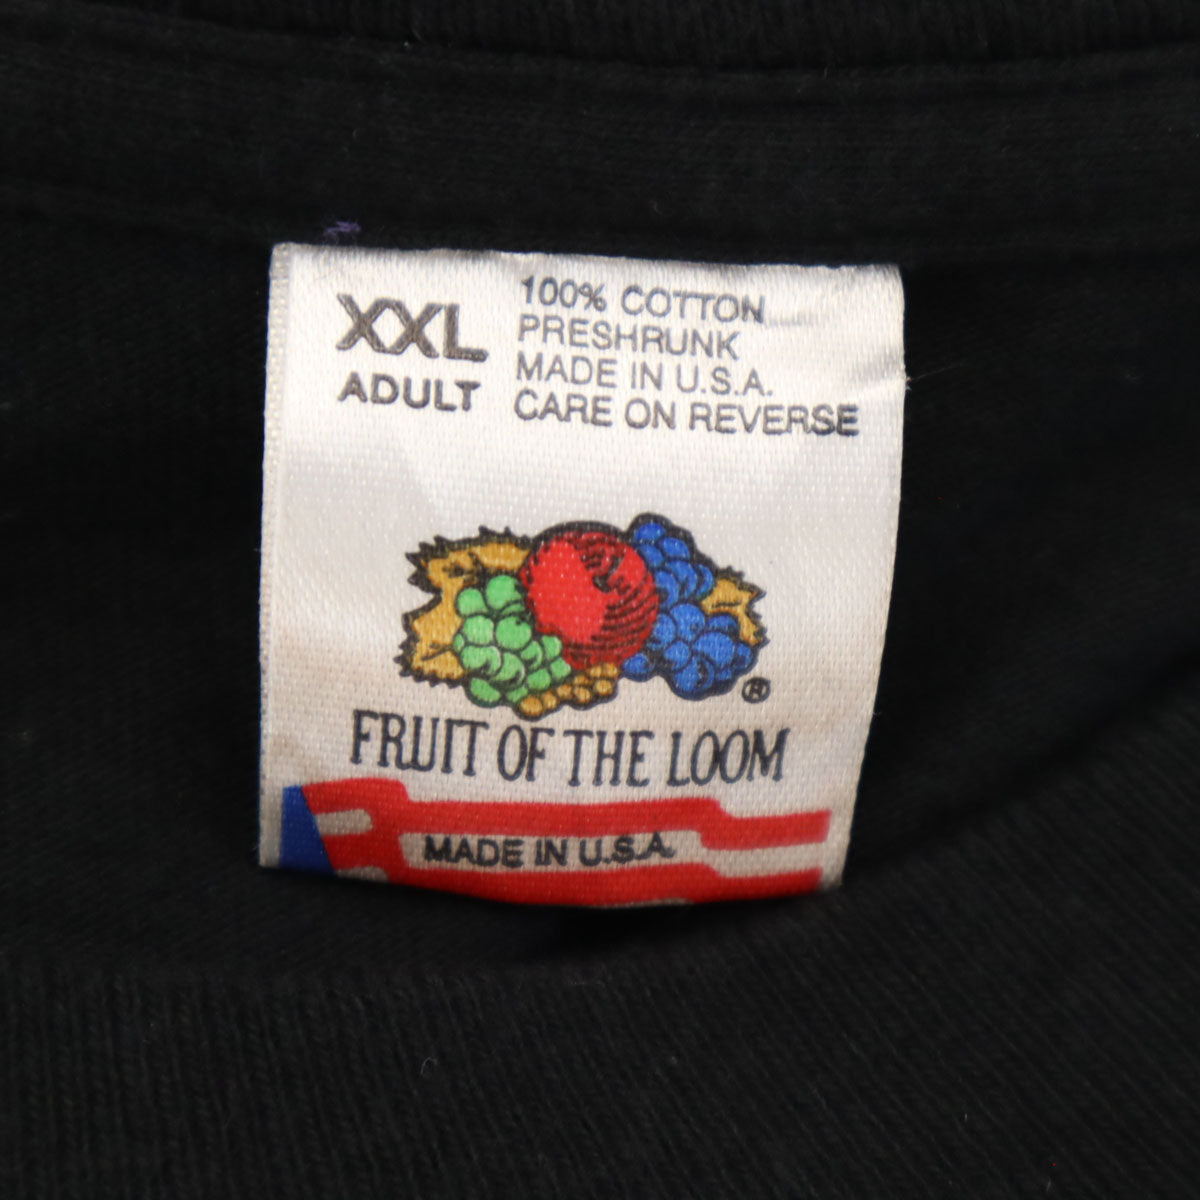 XXL
ADULT
100% COTTON
PRESHRUNK
MADE IN U.S.A.
CARE ON REVERSE
®
FRUIT OF THE LOOM
MADE IN U.S.A.